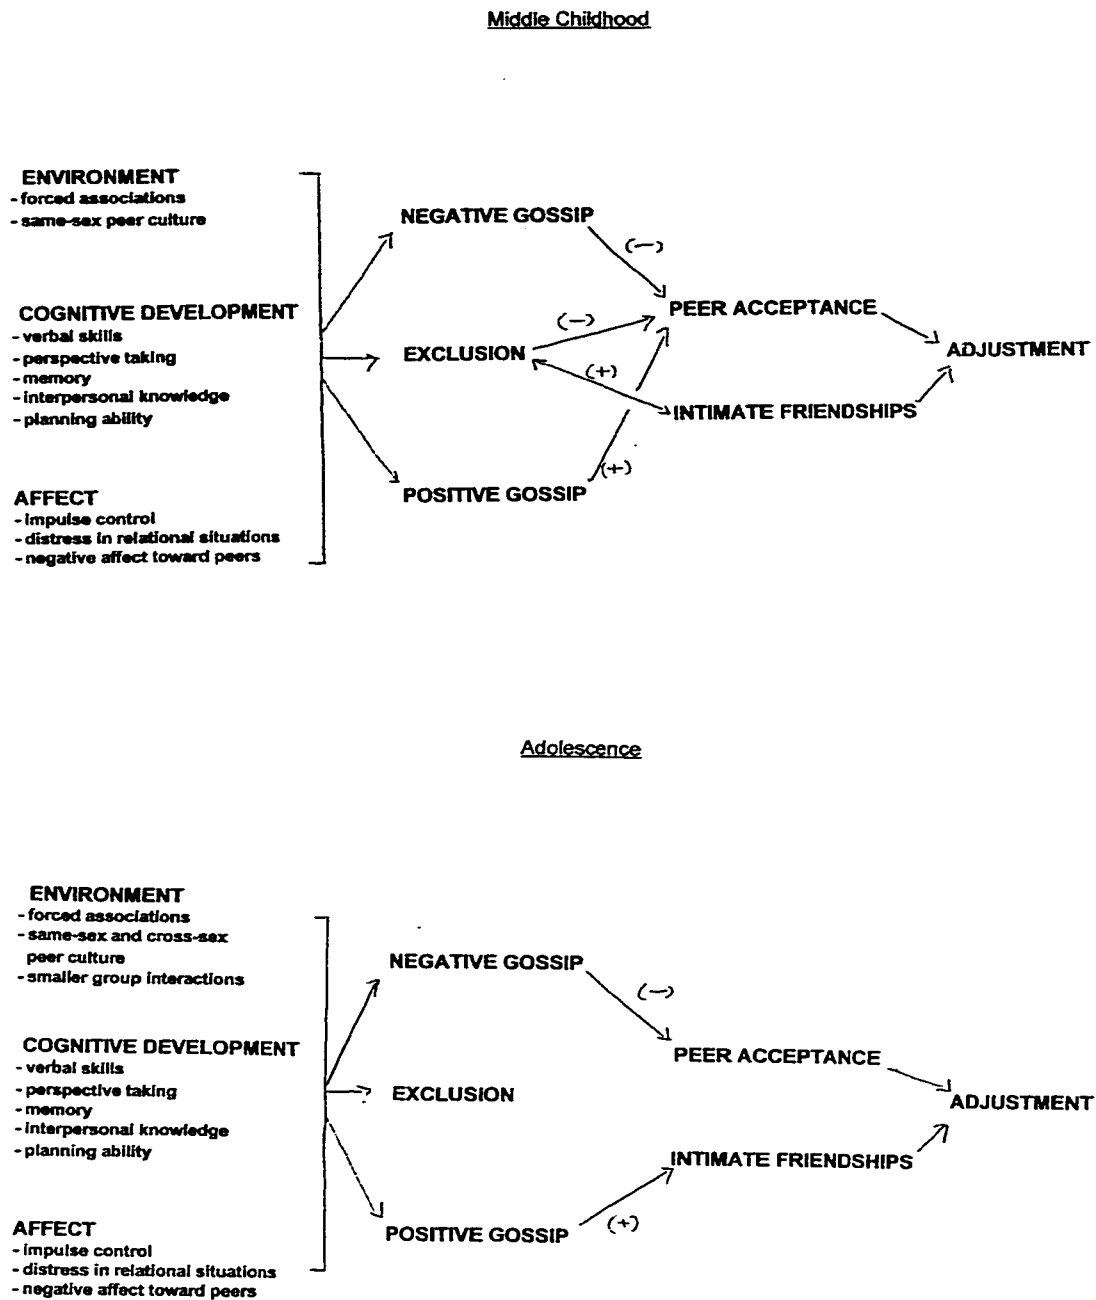 Middle Childhood
ENVIRONMENT
- forced associations
- same-sex peer culture
COGNITIVE DEVELOPMENT
- verbal skills
- perspective taking
- memory
- interpersonal knowledge
- planning ability
AFFECT
- impulse control
- distress in relational situations
- negative affect toward peers
NEGATIVE GOSSIP
(-)
EXCLUSION
(-)
(+)
POSITIVE GOSSIP
(+)
PEER ACCEPTANCE
INTIMATE FRIENDSHIPS
ADJUSTMENT
Adolescence
ENVIRONMENT
- forced associations
- same-sex and cross-sex
peer culture
- smaller group interactions
COGNITIVE DEVELOPMENT
- verbal skills
- perspective taking
- memory
- interpersonal knowledge
- planning ability
AFFECT
- impulse control
- distress in relational situations
- negative affect toward peers
NEGATIVE GOSSIP
(-)
EXCLUSION
POSITIVE GOSSIP
(+)
PEER ACCEPTANCE
INTIMATE FRIENDSHIPS
ADJUSTMENT